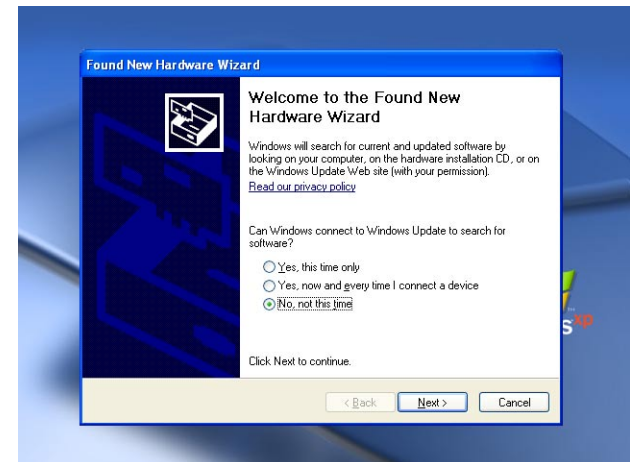 Found New Hardware Wizard
Welcome to the Found New
Hardware Wizard
Windows will search for current and updated software by
looking on your computer, on the hardware installation CD, or on
the Windows Update Web site (with your permission).
Read our privacy policy
Can Windows connect to Windows Update to search for
software?
Yes, this time only
Yes, now and every time I connect a device
No, not this time
s xp
Click Next to continue.
< Back Next > Cancel